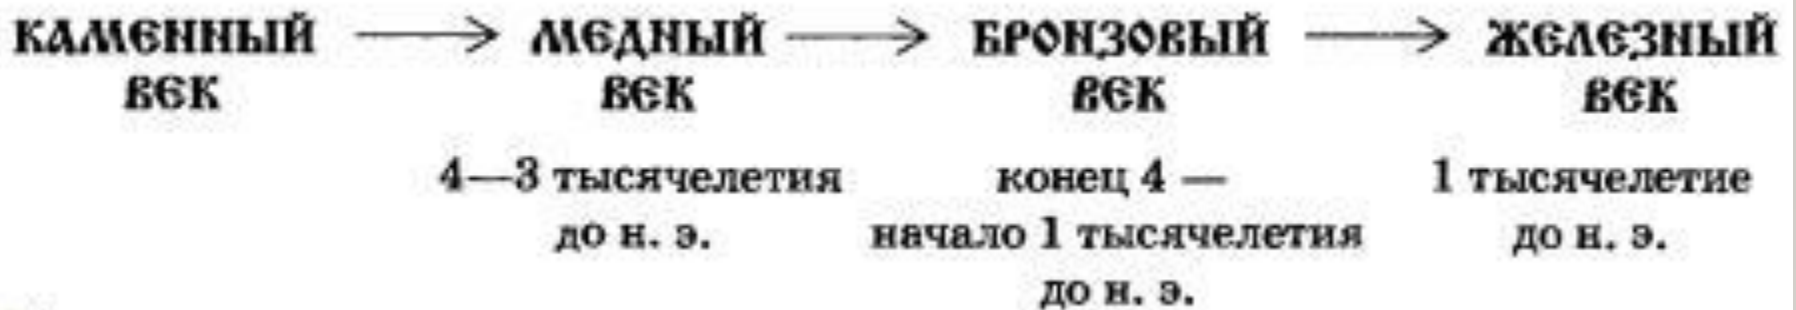 КАМЕННЫЙ
ВЕК
МЕДНЫЙ
ВЕК
4—3 тысячелетия
до н. э.
БРОНЗОВЫЙ
ВЕК
конец 4 —
начало 1 тысячелетия
до н. э.
ЖЕЛЕЗНЫЙ
ВЕК
1 тысячелетие
до н. э.